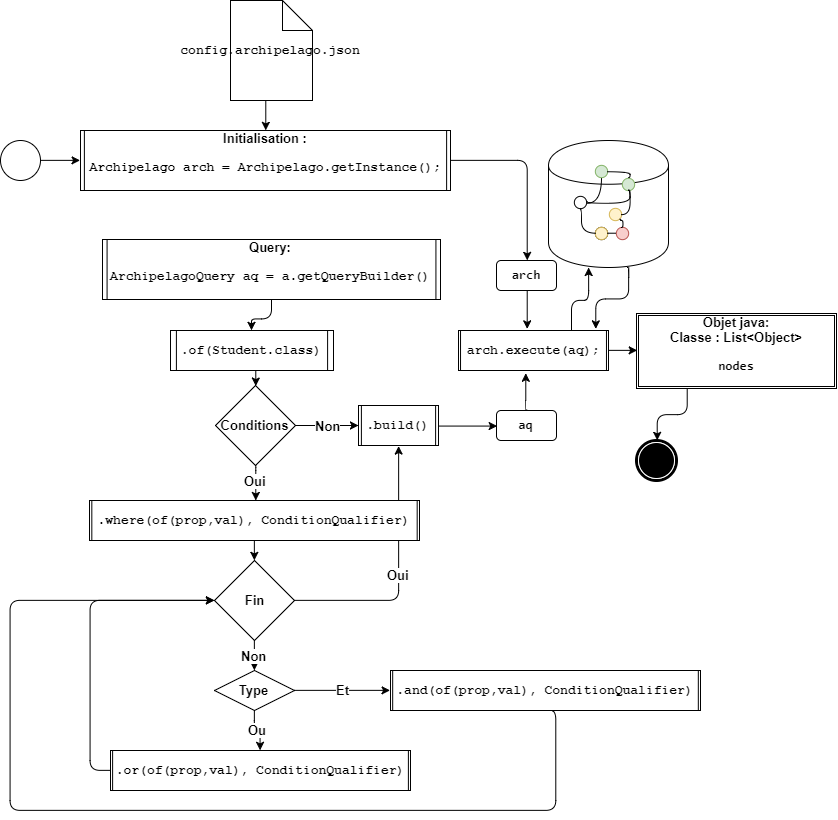 config.archipelago.json
Initialisation :
Archipelago arch = Archipelago.getInstance();
Query:
ArchipelagoQuery aq = a.getQueryBuilder()
arch
.of(Student.class)
arch.execute(aq);
Objet java:
Classe : List<Object>
nodes
Conditions
Non
.build()
aq
Oui
.where(of(prop,val), ConditionQualifier)
Oui
Fin
Non
Type
Et
.and(of(prop,val), ConditionQualifier)
Ou
.or(of(prop,val), ConditionQualifier)